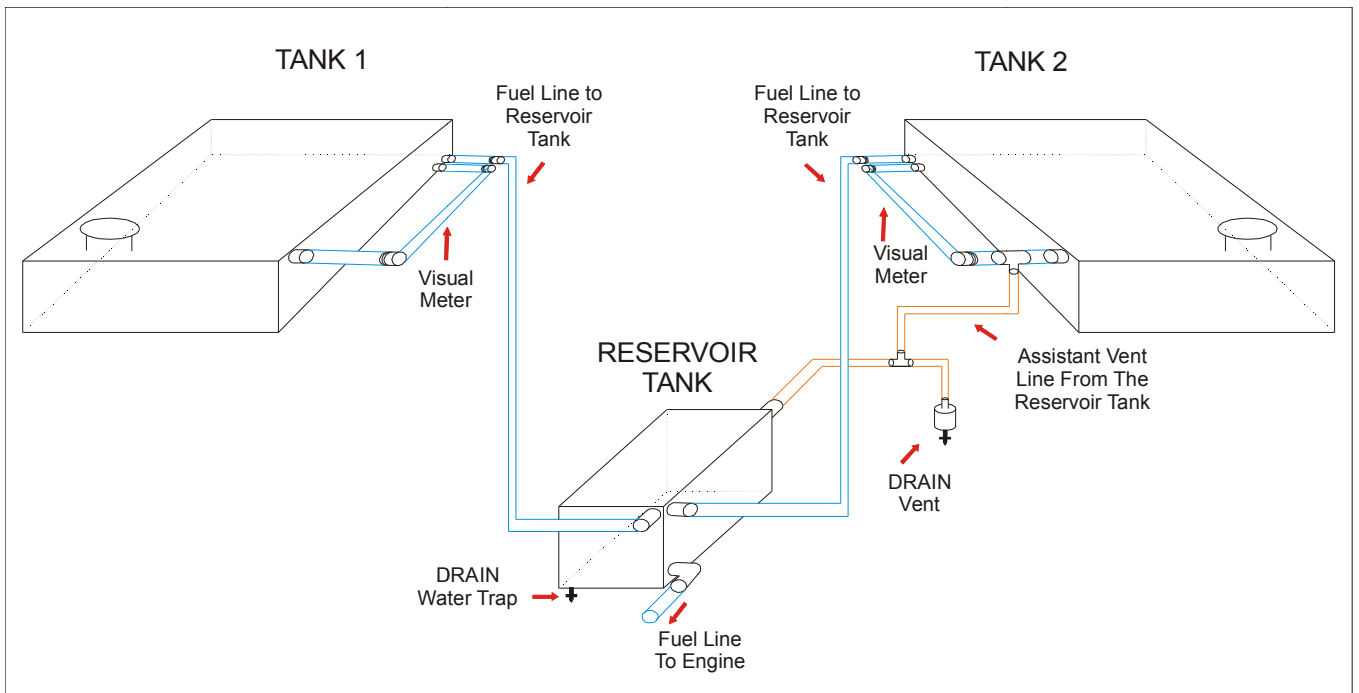 TANK 1
TANK 2
Fuel Line to
Reservoir
Tank
Fuel Line to
Reservoir
Tank
Visual
Meter
Visual
Meter
RESERVOIR
TANK
Assistant Vent
Line From The
Reservoir Tank
DRAIN
Vent
DRAIN
Water Trap
Fuel Line
To Engine